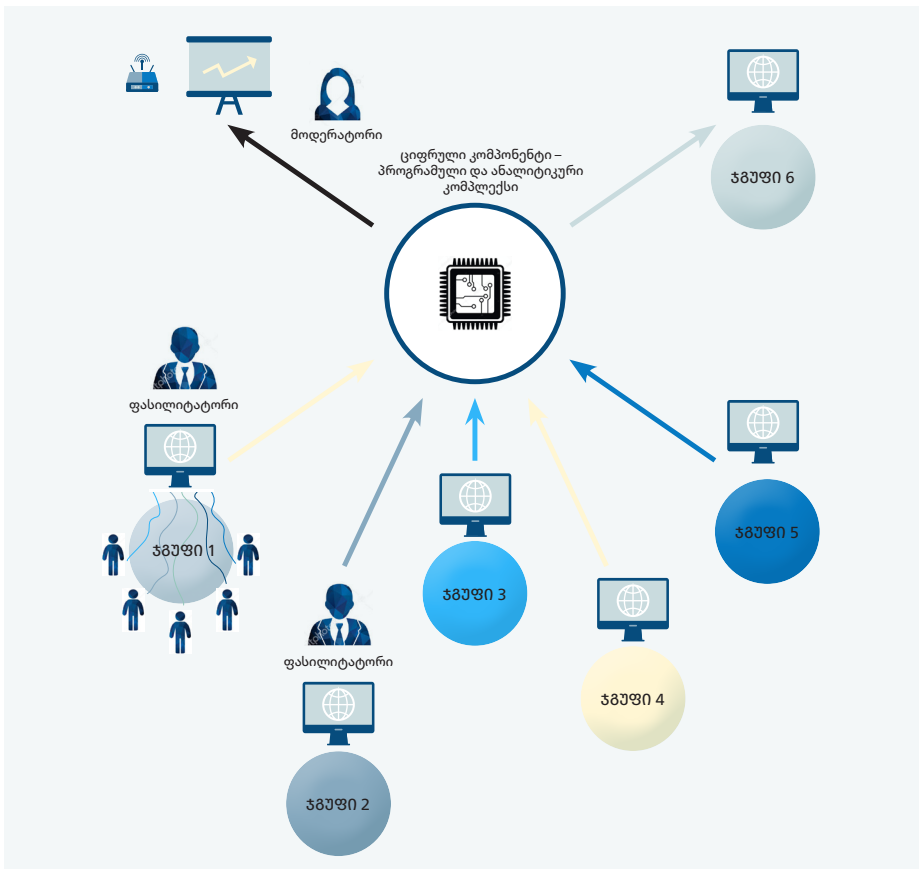 მოდერატორი
ციფრული კომპონენტი –
პროგრამული და ანალიტიკური
კომპლექსი
ჯგუფი 6
ფასილიტატორი
ჯგუფი 1
ჯგუფი 5
ჯგუფი 3
ფასილიტატორი
ჯგუფი 4
ჯგუფი 2